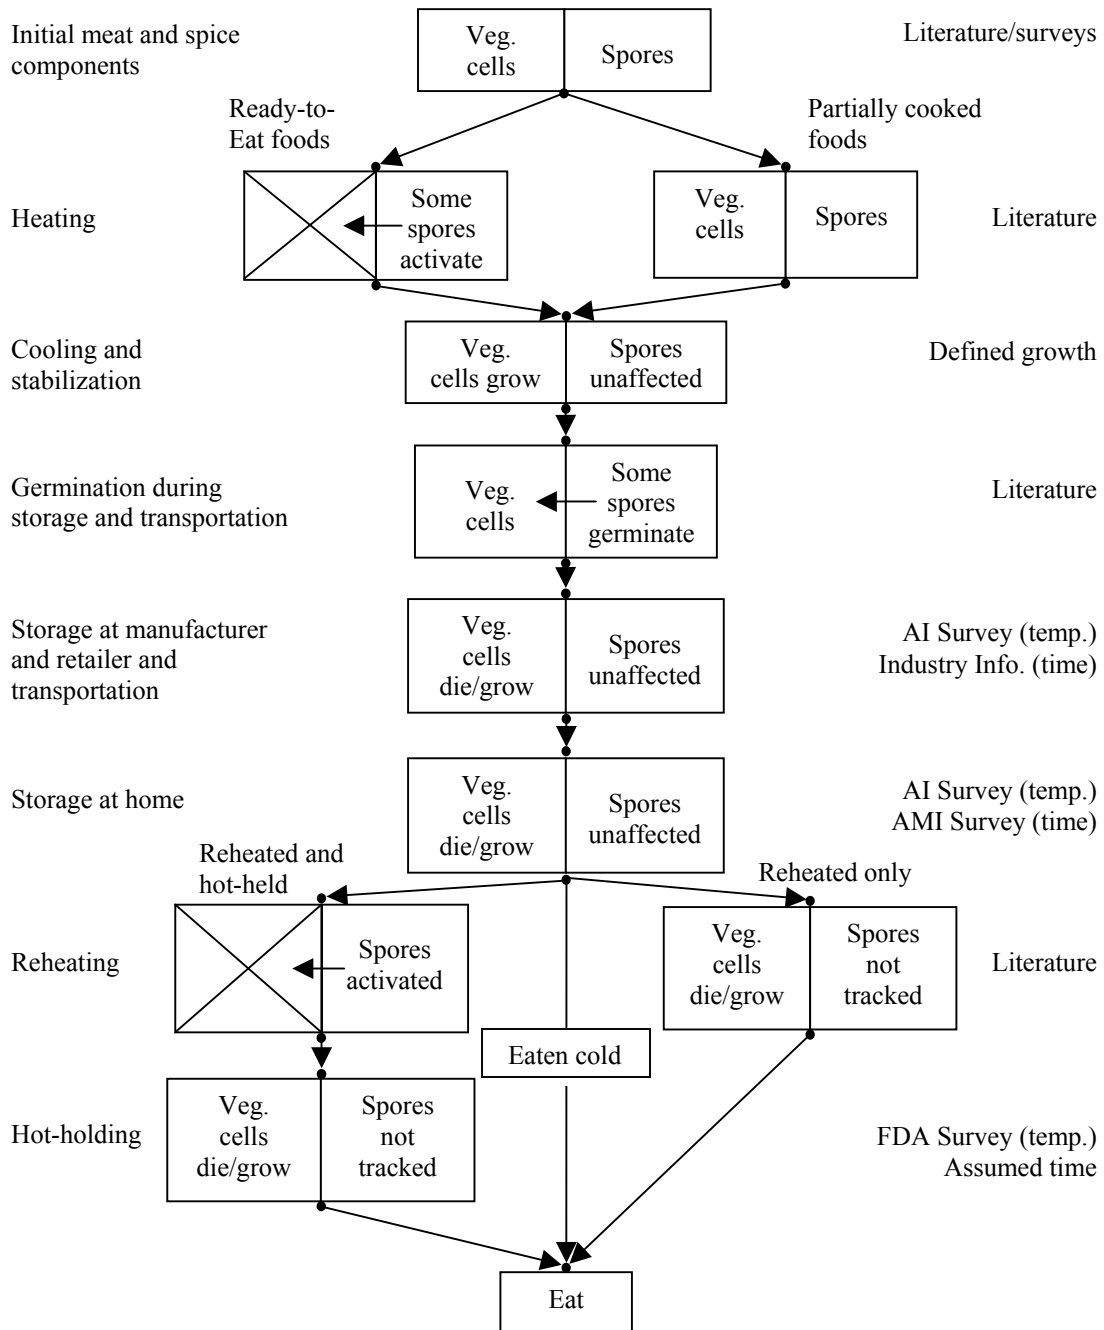 Initial meat and spice
components
Veg.
cells
Spores
Literature/surveys
Ready-to-
Eat foods
Partially cooked
foods
Heating
Some
spores
activate
Veg.
cells
Spores
Literature
Cooling and
stabilization
Veg.
cells grow
Spores
unaffected
Defined growth
Germination during
storage and transportation
Veg.
cells
Some
spores
germinate
Literature
Storage at manufacturer
and retailer and
transportation
Veg.
cells
die/grow
Spores
unaffected
AI Survey (temp.)
Industry Info. (time)
Storage at home
Veg.
cells
die/grow
Spores
unaffected
AI Survey (temp.)
AMI Survey (time)
Reheated and
hot-held
Reheated only
Reheating
Spores
activated
Veg.
cells
die/grow
Spores
not
tracked
Literature
Eaten cold
Hot-holding
Veg.
cells
die/grow
Spores
not
tracked
FDA Survey (temp.)
Assumed time
Eat